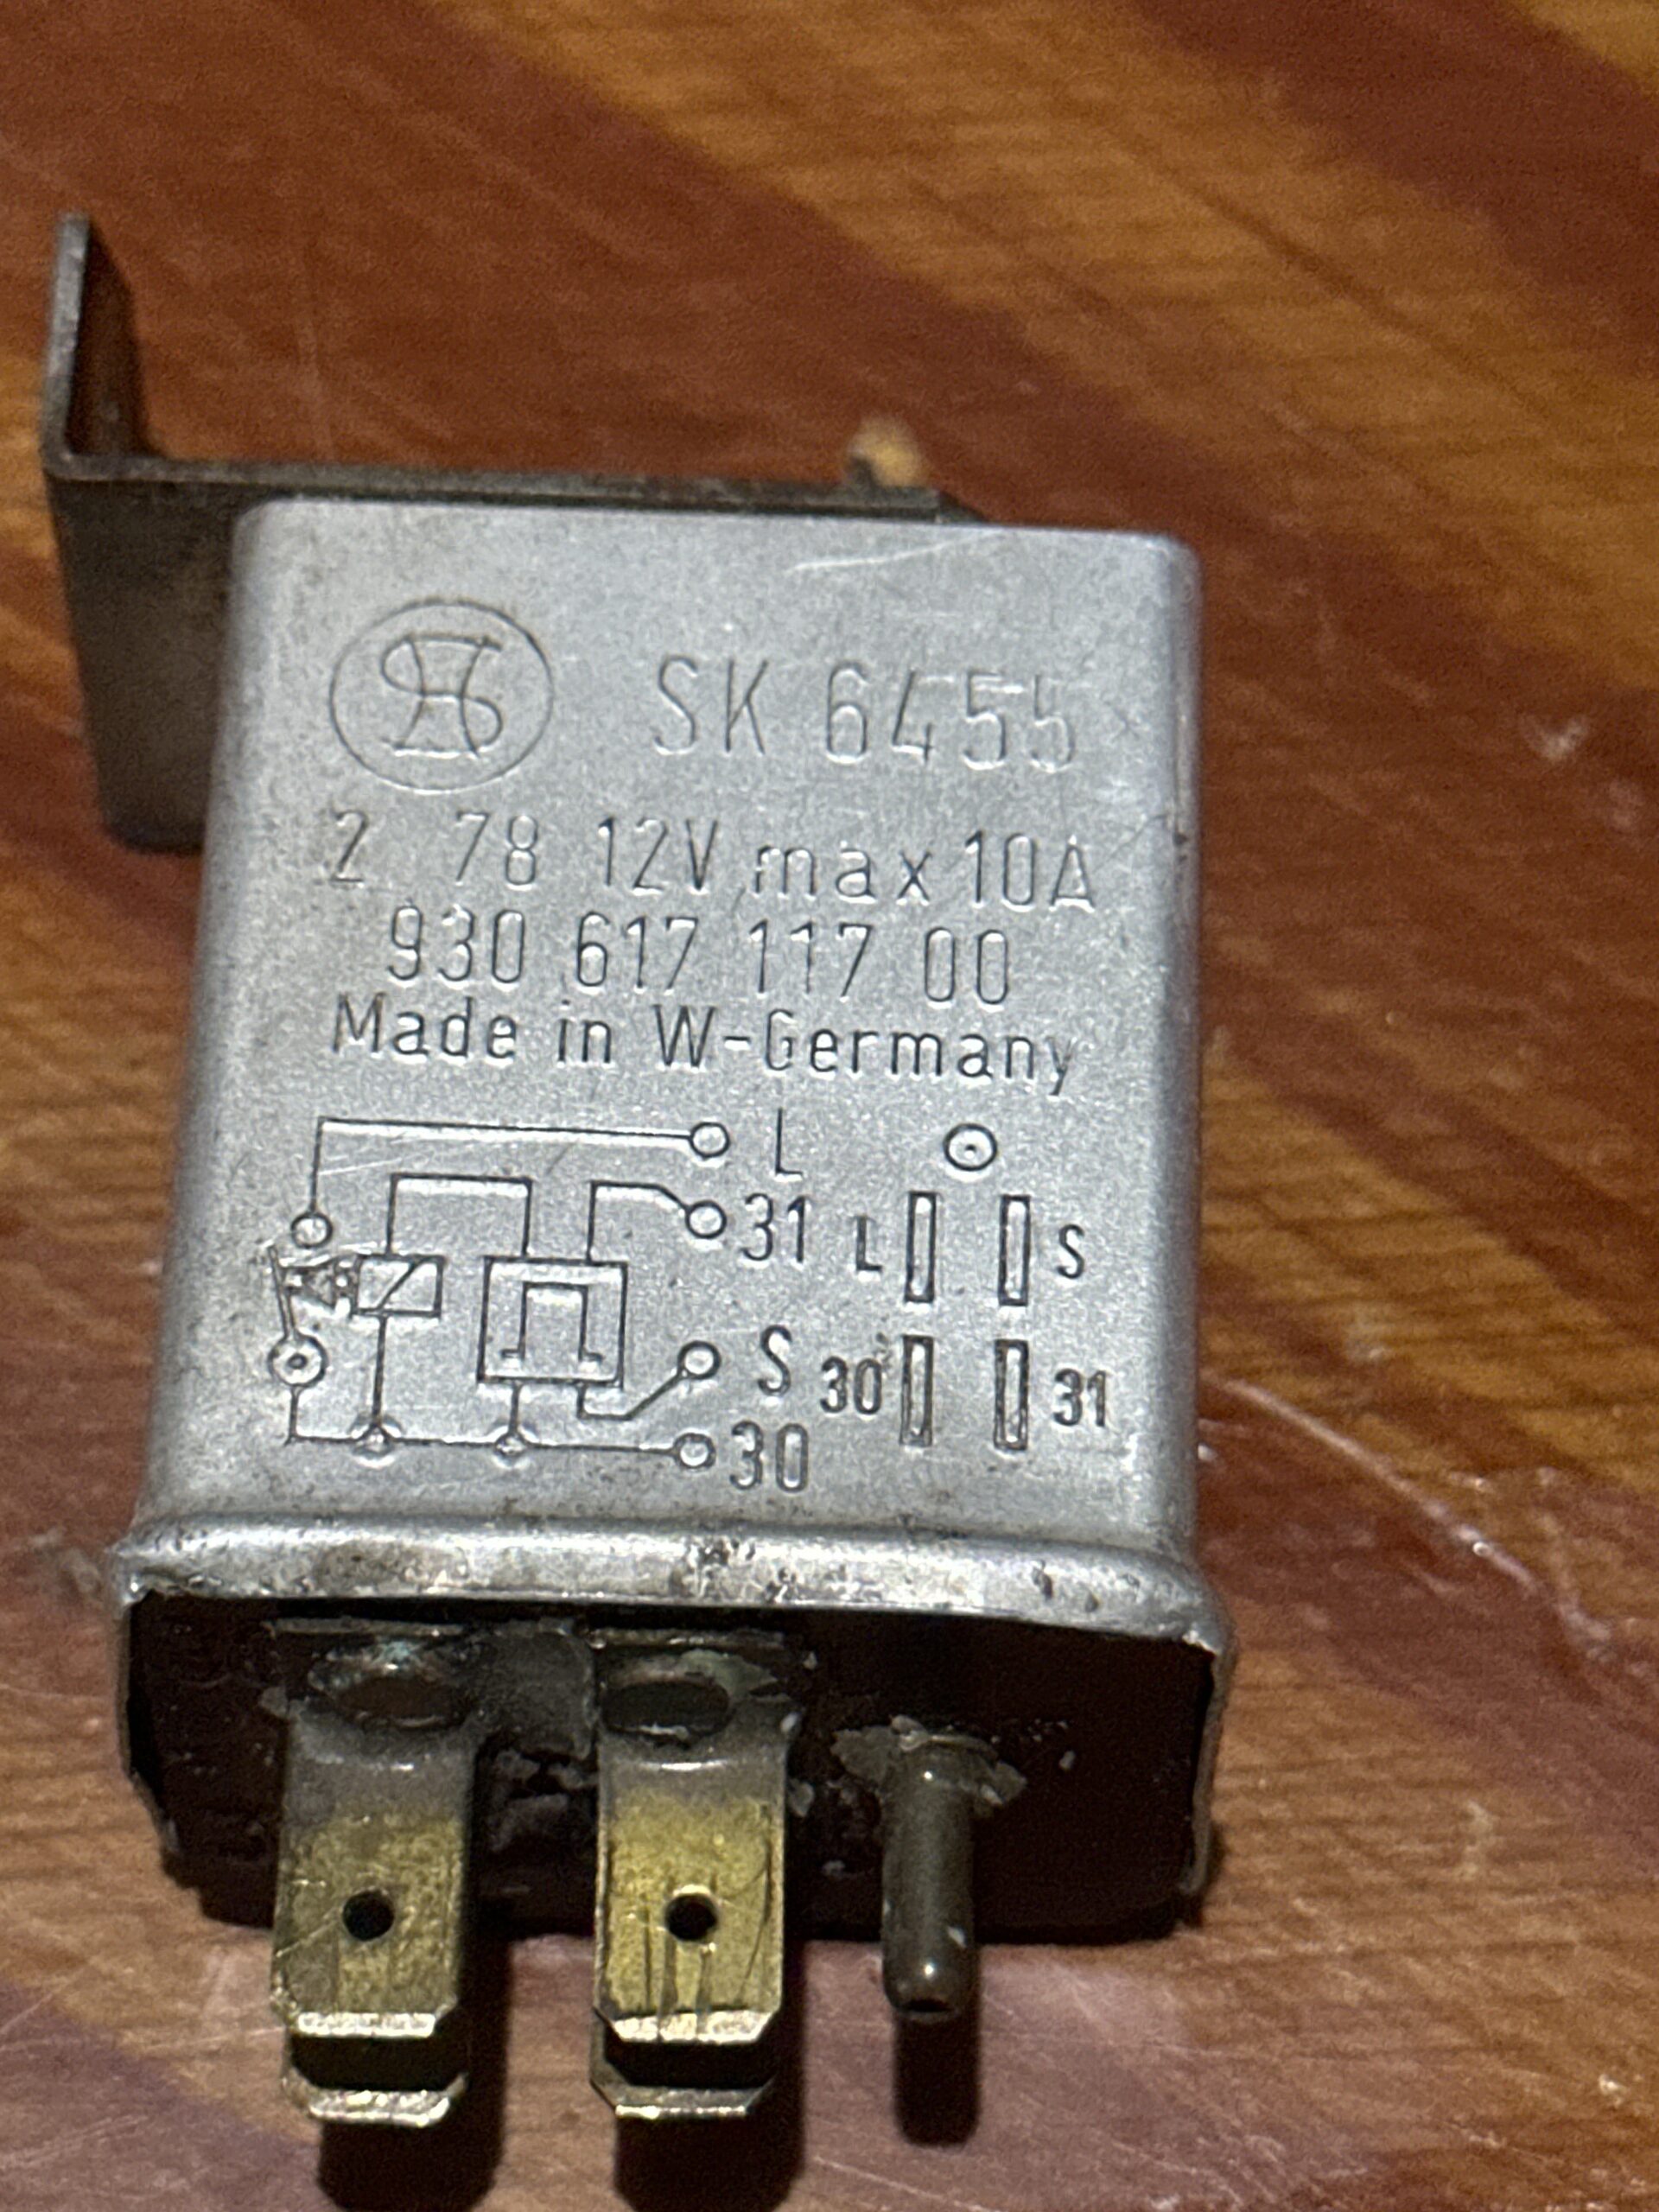 SK 6455
2 78 12V max 10A
930 617 117 00
Made in W-Germany
L
31 L S
S 30 31
30